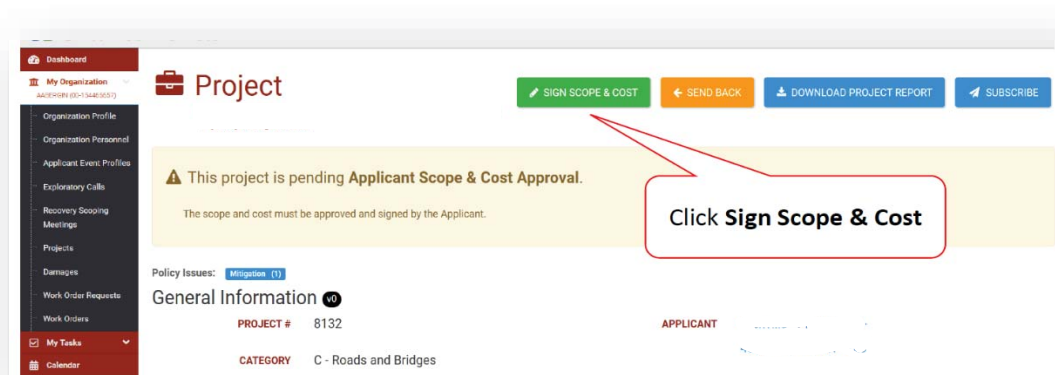 Dashboard
My Organization
Organization Profile
Organization Personnel
Applicant Event Profiles
Exploratory Calls
Recovery Scoping
Meetings
Projects
Damages
Work Order Requests
Work Orders
My Tasks
Calendar
Project
SIGN SCOPE & COST
SEND BACK
DOWNLOAD PROJECT REPORT
SUBSCRIBE
This project is pending Applicant Scope & Cost Approval.
The scope and cost must be approved and signed by the Applicant.
Click Sign Scope & Cost
Policy Issues: Mitigation (1)
General Information v0
PROJECT # 8132 APPLICANT
CATEGORY C - Roads and Bridges